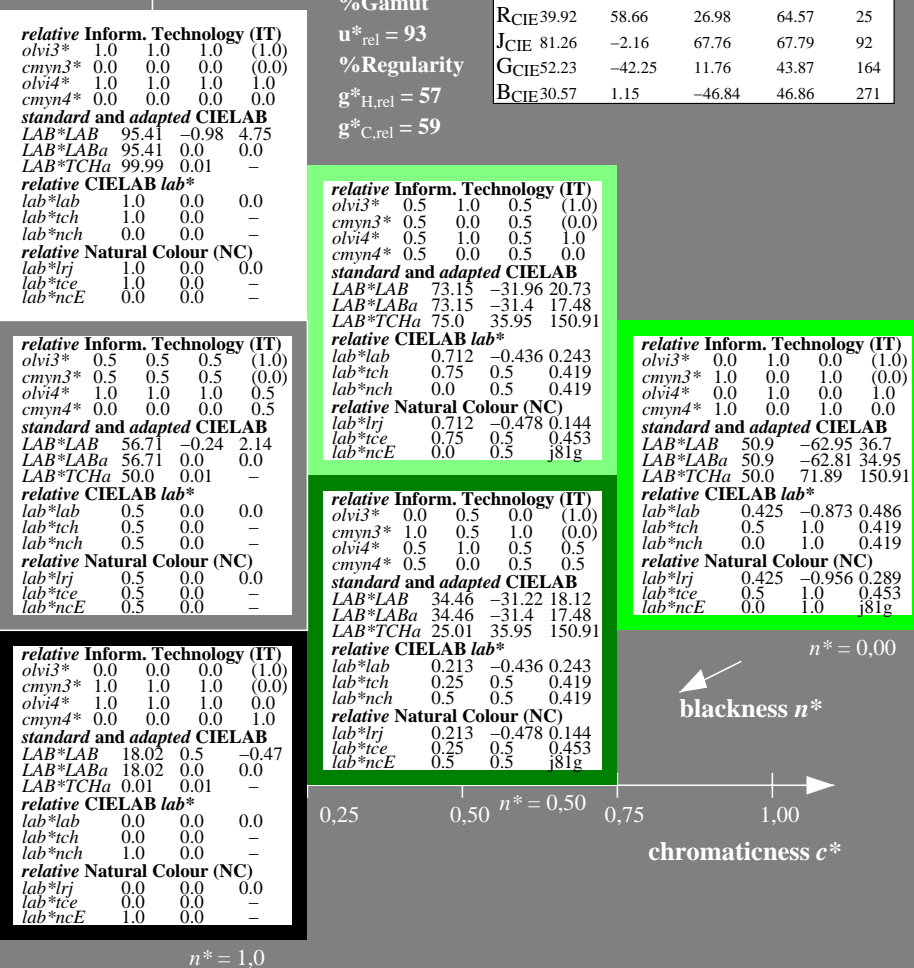 %Gamut
u*rel = 93
%Regularity
g*H,rel = 57
g*C,rel = 59
RCIE 39.92 58.66 26.98 64.57 25
JCIE 81.26 −2.16 67.76 67.79 92
GCIE 52.23 −42.25 11.76 43.87 164
BCIE 30.57 1.15 −46.84 46.86 271
relative Inform. Technology (IT)
olvi3* 1.0 1.0 1.0 (1.0)
cmyn3* 0.0 0.0 0.0 (0.0)
olvi4* 1.0 1.0 1.0 1.0
cmyn4* 0.0 0.0 0.0 0.0
standard and adapted CIELAB
LAB*LAB 95.41 −0.98 4.75
LAB*LABa 95.41 0.0 0.0
LAB*TCHa 99.99 0.01 –
relative CIELAB lab*
lab*lab 1.0 0.0 0.0
lab*tch 1.0 0.0 –
lab*nch 0.0 0.0 –
relative Natural Colour (NC)
lab*lrj 1.0 0.0 0.0
lab*tce 1.0 0.0 –
lab*ncE 0.0 0.0 –
relative Inform. Technology (IT)
olvi3* 0.5 1.0 0.5 (1.0)
cmyn3* 0.5 0.0 0.5 (0.0)
olvi4* 0.5 1.0 0.5 1.0
cmyn4* 0.5 0.0 0.5 0.0
standard and adapted CIELAB
LAB*LAB 73.15 −31.96 20.73
LAB*LABa 73.15 −31.4 17.48
LAB*TCHa 75.0 35.95 150.91
relative CIELAB lab*
lab*lab 0.712 −0.436 0.243
lab*tch 0.75 0.5 0.419
lab*nch 0.0 0.5 0.419
relative Natural Colour (NC)
lab*lrj 0.712 −0.478 0.144
lab*tce 0.75 0.5 0.453
lab*ncE 0.0 0.5 j81g
relative Inform. Technology (IT)
olvi3* 0.5 0.5 0.5 (1.0)
cmyn3* 0.5 0.5 0.5 (0.0)
olvi4* 1.0 1.0 1.0 0.5
cmyn4* 0.0 0.0 0.0 0.5
standard and adapted CIELAB
LAB*LAB 56.71 −0.24 2.14
LAB*LABa 56.71 0.0 0.0
LAB*TCHa 50.0 0.01 –
relative CIELAB lab*
lab*lab 0.5 0.0 0.0
lab*tch 0.5 0.0 –
lab*nch 0.5 0.0 –
relative Natural Colour (NC)
lab*lrj 0.5 0.0 0.0
lab*tce 0.5 0.0 –
lab*ncE 0.5 0.0 –
relative Inform. Technology (IT)
olvi3* 0.0 1.0 0.0 (1.0)
cmyn3* 1.0 0.0 1.0 (0.0)
olvi4* 0.0 1.0 0.0 1.0
cmyn4* 1.0 0.0 1.0 0.0
standard and adapted CIELAB
LAB*LAB 50.9 −62.95 36.7
LAB*LABa 50.9 −62.81 34.95
LAB*TCHa 50.0 71.89 150.91
relative CIELAB lab*
lab*lab 0.425 −0.873 0.486
lab*tch 0.5 1.0 0.419
lab*nch 0.0 1.0 0.419
relative Natural Colour (NC)
lab*lrj 0.425 −0.956 0.289
lab*tce 0.5 1.0 0.453
lab*ncE 0.0 1.0 j81g
n* = 0,00
relative Inform. Technology (IT)
olvi3* 0.0 0.5 0.0 (1.0)
cmyn3* 1.0 0.5 1.0 (0.0)
olvi4* 0.5 1.0 0.5 0.5
cmyn4* 0.5 0.0 0.5 0.5
standard and adapted CIELAB
LAB*LAB 34.46 −31.22 18.12
LAB*LABa 34.46 −31.4 17.48
LAB*TCHa 25.01 35.95 150.91
relative CIELAB lab*
lab*lab 0.213 −0.436 0.243
lab*tch 0.25 0.5 0.419
lab*nch 0.5 0.5 0.419
relative Natural Colour (NC)
lab*lrj 0.213 −0.478 0.144
lab*tce 0.25 0.5 0.453
lab*ncE 0.5 0.5 j81g
blackness n*
relative Inform. Technology (IT)
olvi3* 0.0 0.0 0.0 (1.0)
cmyn3* 1.0 1.0 1.0 (0.0)
olvi4* 1.0 1.0 1.0 0.0
cmyn4* 0.0 0.0 0.0 1.0
standard and adapted CIELAB
LAB*LAB 18.02 0.5 −0.47
LAB*LABa 18.02 0.0 0.0
LAB*TCHa 0.01 0.01 –
relative CIELAB lab*
lab*lab 0.0 0.0 0.0
lab*tch 0.0 0.0 –
lab*nch 1.0 0.0 –
relative Natural Colour (NC)
lab*lrj 0.0 0.0 0.0
lab*tce 0.0 0.0 –
lab*ncE 1.0 0.0 –
n* = 0,50
0,25 0,50 0,75 1,00
chromaticness c*
n* = 1,0